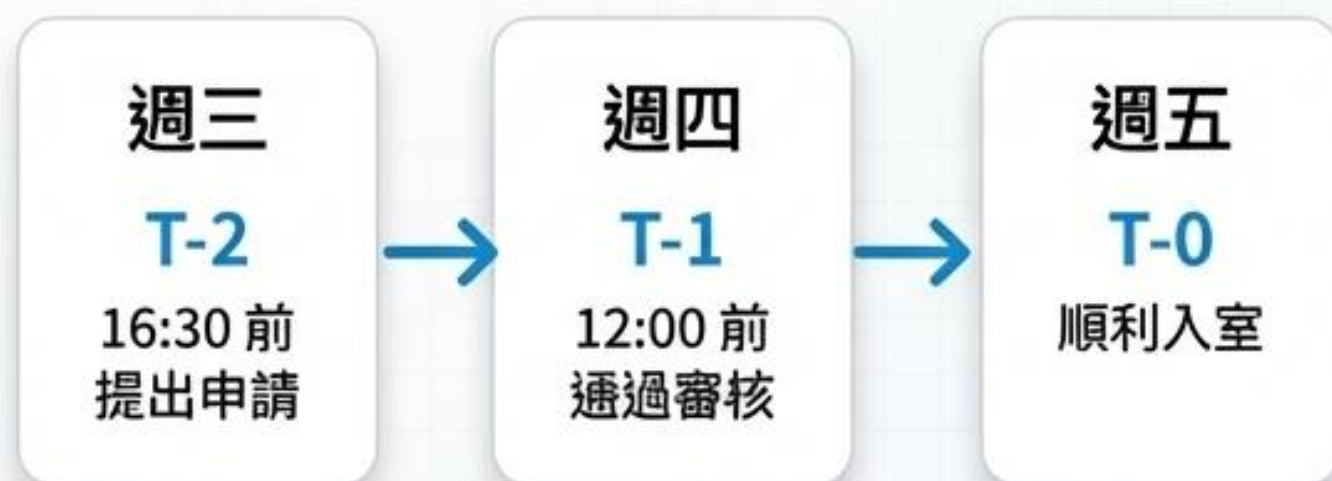 週三
T-2
16:30 前
提出申請
週四
T-1
12:00 前
通過審核
週五
T-0
順利入室